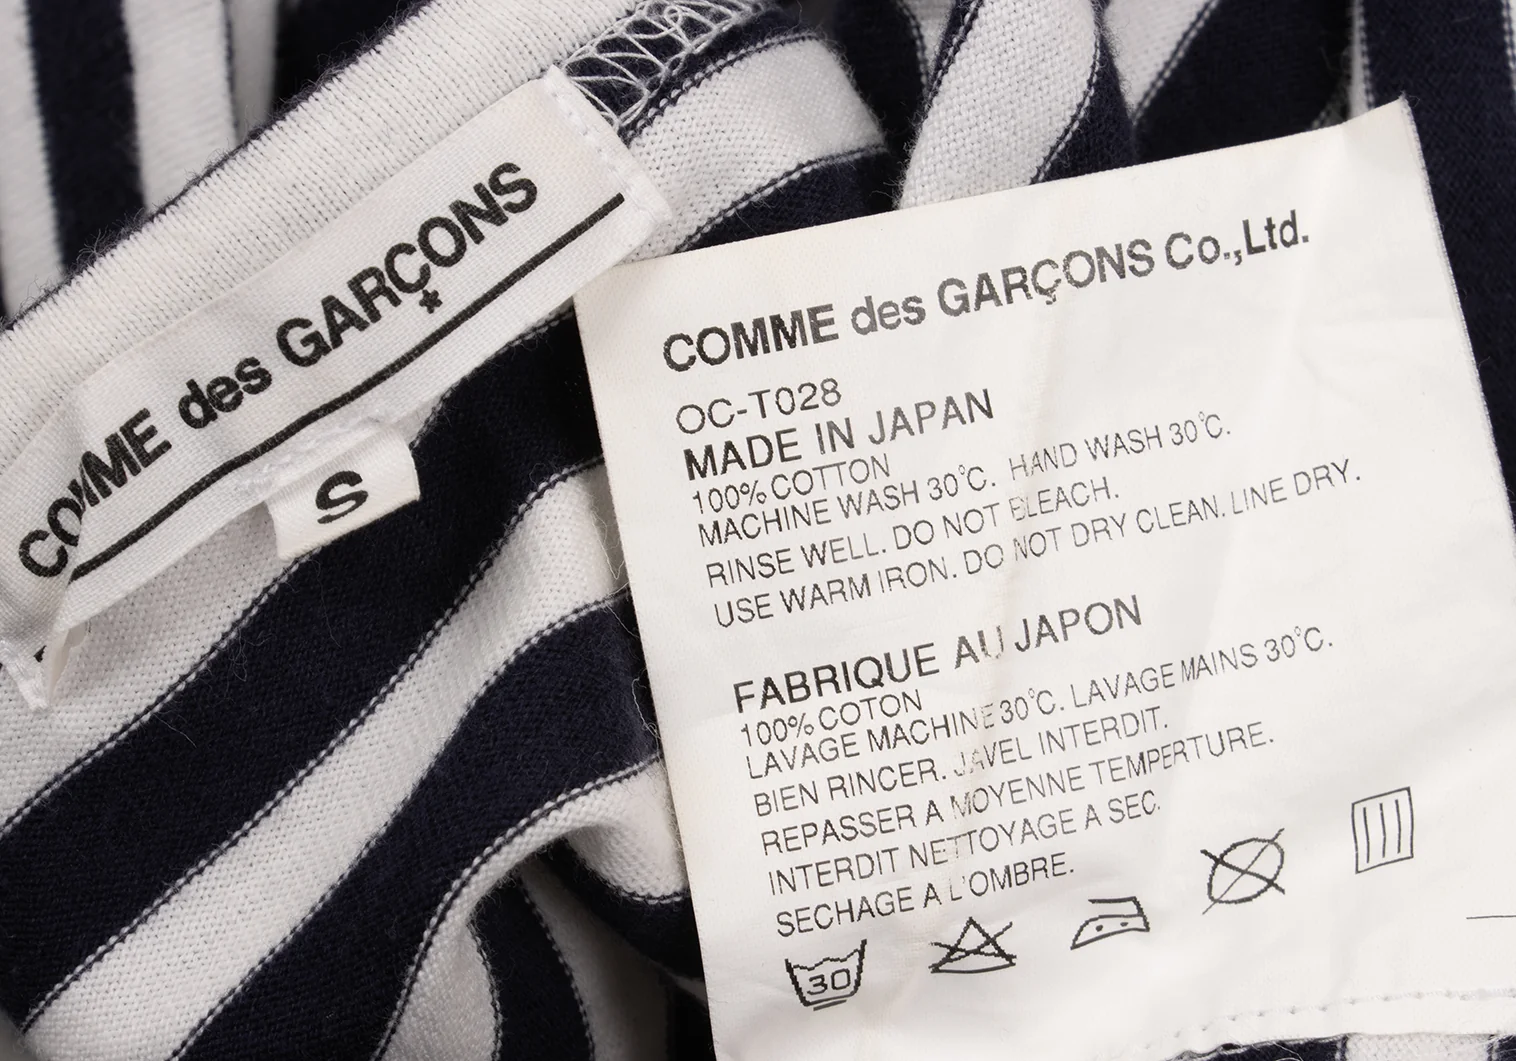 COMME des GARÇONS
S
COMME des GARÇONS Co.,Ltd.
OC-T028
MADE IN JAPAN
100% COTTON
MACHINE WASH 30°C. HAND WASH 30°C.
RINSE WELL. DO NOT BLEACH.
USE WARM IRON. DO NOT DRY CLEAN. LINE DRY.
FABRIQUE AU JAPON
100% COTON
LAVAGE MACHINE 30°C. LAVAGE MAINS 30°C.
BIEN RINCER. JAVEL INTERDIT.
REPASSER A MOYENNE TEMPERTURE.
INTERDIT NETTOYAGE A SEC.
SECHAGE A L'OMBRE.
30